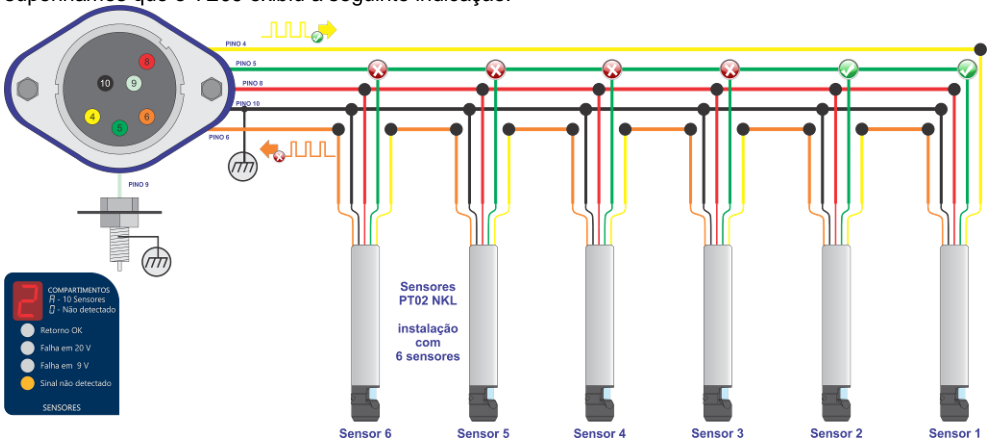 suponhamos que o TE03 exibiu a seguinte indicação:
PINO 4
PINO 5
PINO 8
PINO 10
PINO 6
8
10
9
4
6
5
PINO 9
2
COMPARTIMENTOS
A - 10 Sensores
0 - Não detectado
Retorno OK
Falha em 20 V
Falha em 9 V
Sinal não detectado
SENSORES
Sensores
PT02 NKL
instalação
com
6 sensores
Sensor 6
Sensor 5
Sensor 4
Sensor 3
Sensor 2
Sensor 1